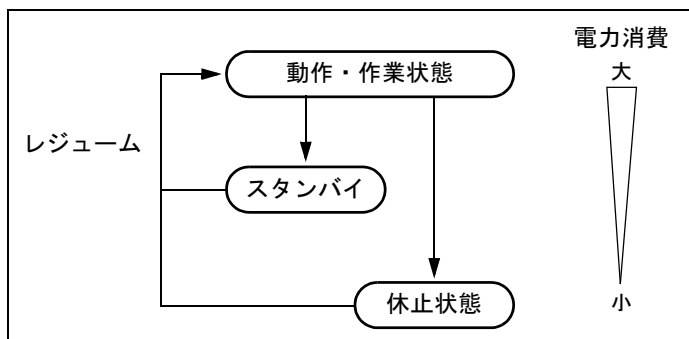 電力消費
大
動作・作業状態
レジューム
スタンバイ
休止状態
小